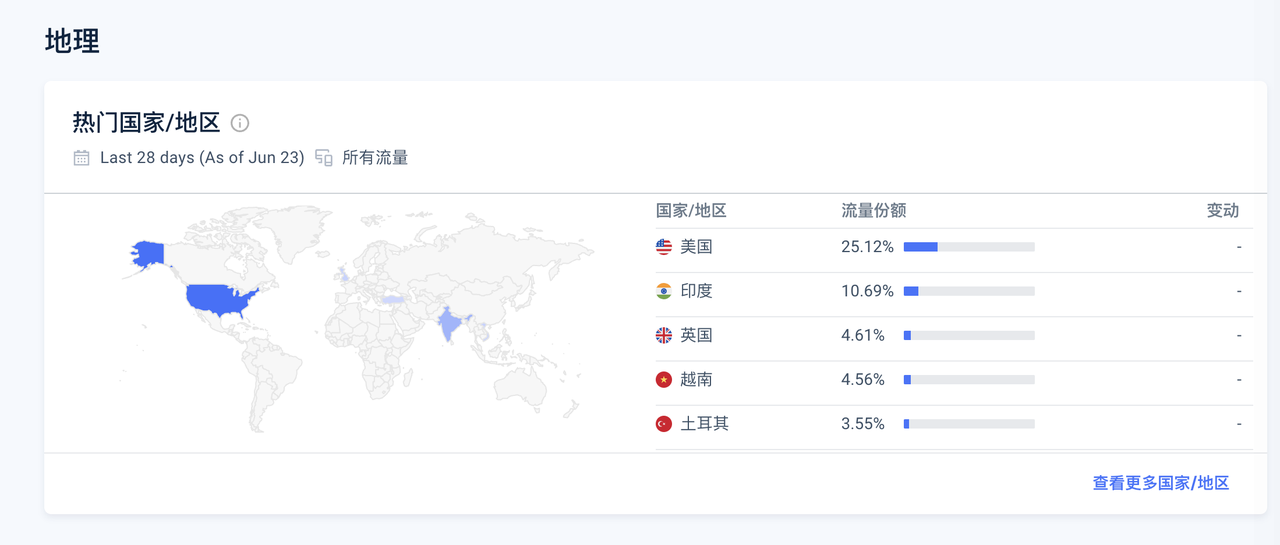 地理
热门国家/地区
Last 28 days (As of Jun 23) 所有流量
国家/地区 流量份额 变动
美国 25.12% -
印度 10.69% -
英国 4.61% -
越南 4.56% -
土耳其 3.55% -
查看更多国家/地区